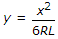 y = x²/6RL